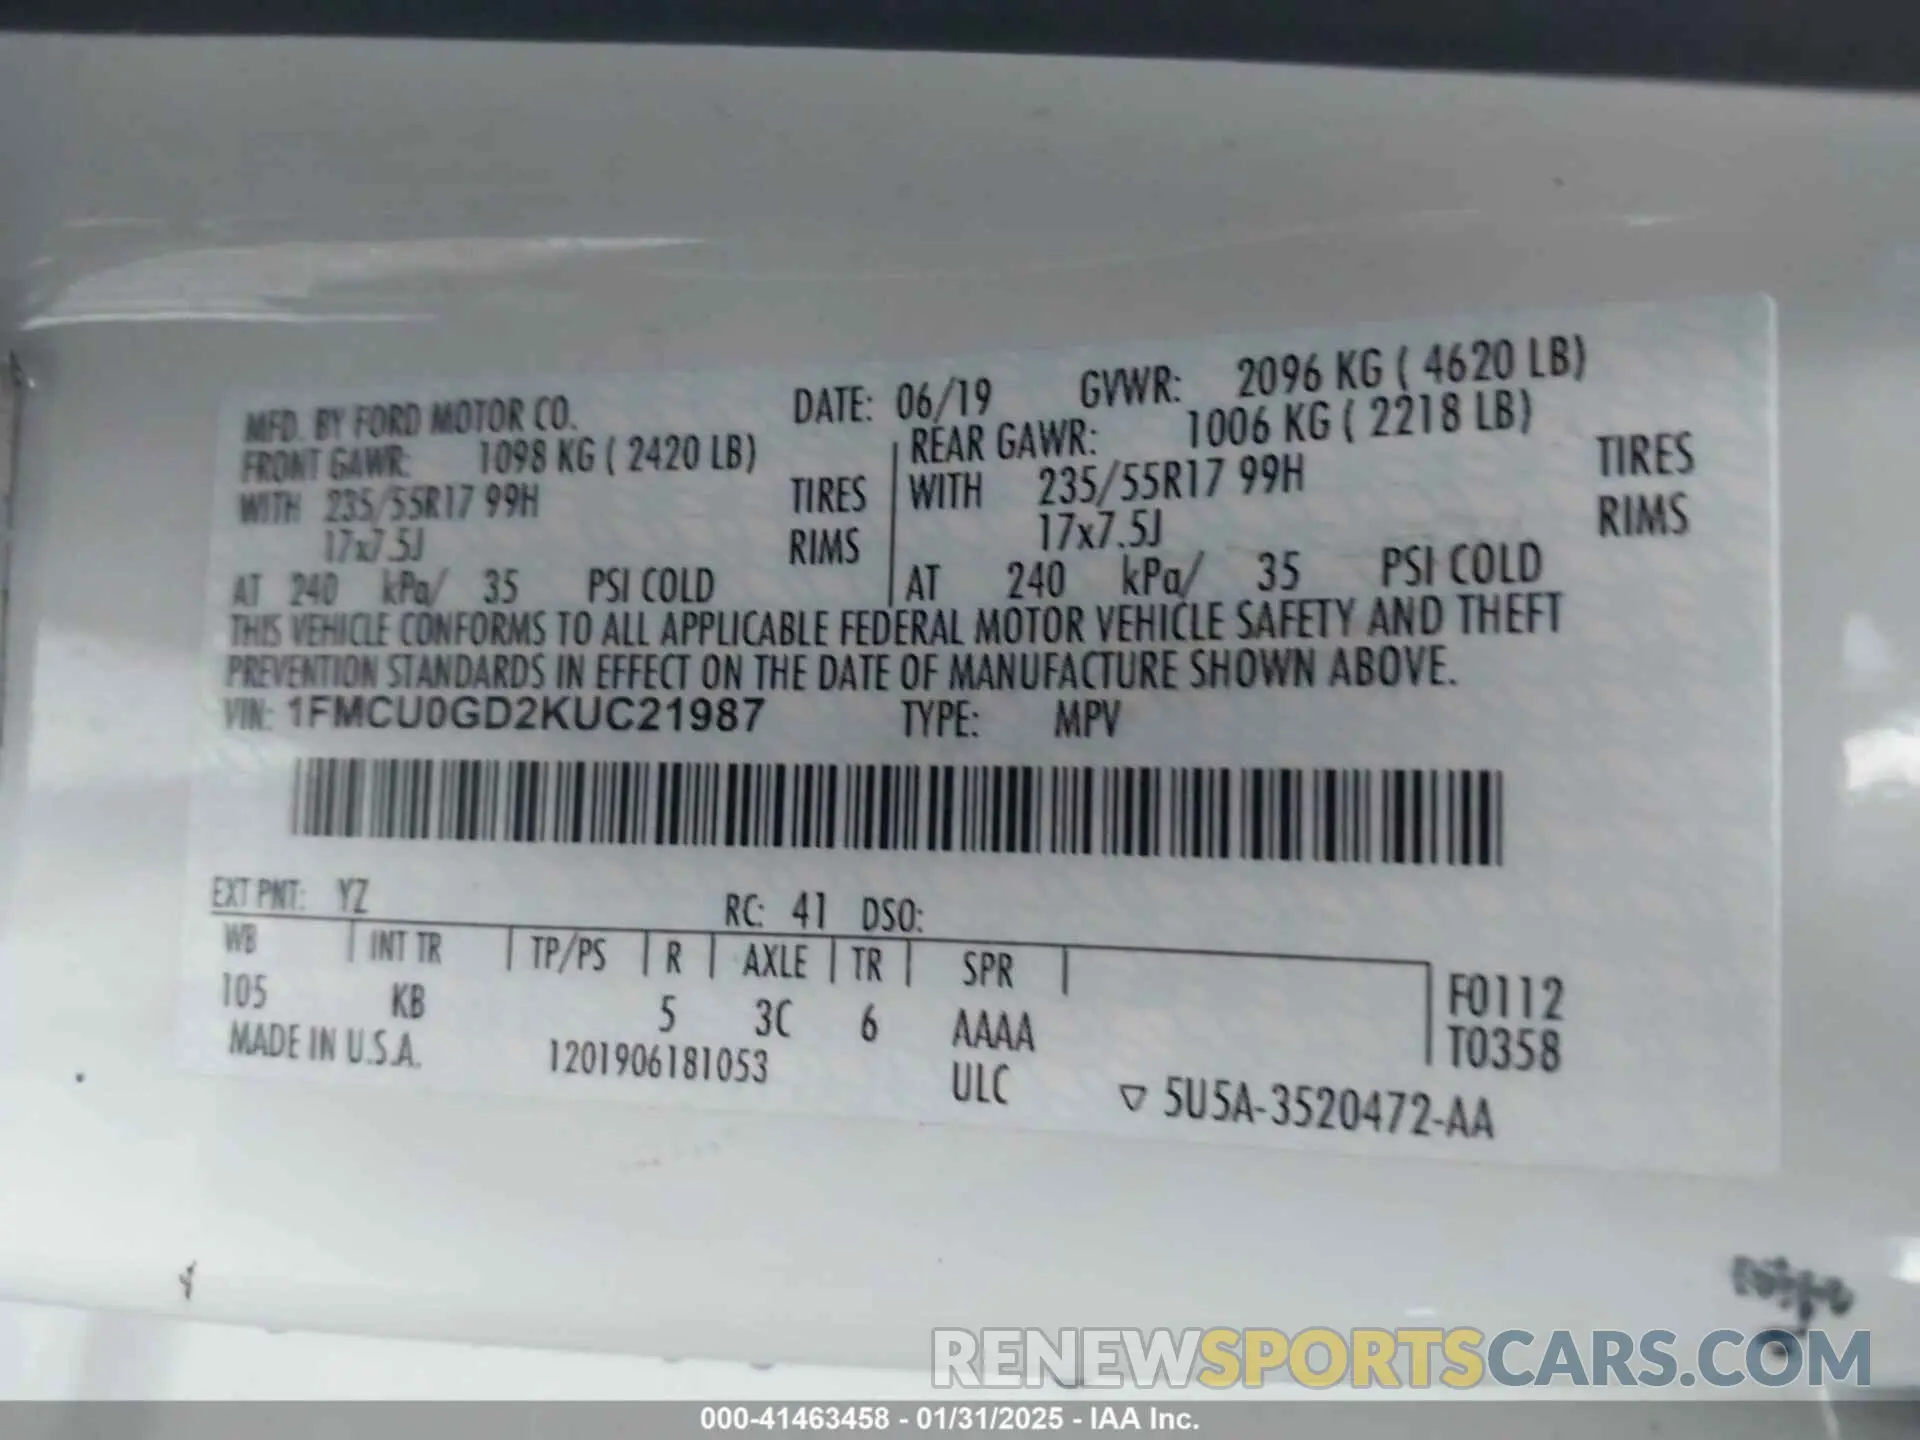 MFD. BY FORD MOTOR CO. DATE: 06/19 GVWR: 2096 KG ( 4620 LB)
FRONT GAWR: 1098 KG ( 2420 LB) REAR GAWR: 1006 KG ( 2218 LB)
WITH 235/55R17 99H TIRES WITH 235/55R17 99H TIRES
17x7.5J RIMS 17x7.5J RIMS
AT 240 kPa/ 35 PSI COLD AT 240 kPa/ 35 PSI COLD
THIS VEHICLE CONFORMS TO ALL APPLICABLE FEDERAL MOTOR VEHICLE SAFETY AND THEFT
PREVENTION STANDARDS IN EFFECT ON THE DATE OF MANUFACTURE SHOWN ABOVE.
VIN: 1FMCU0GD2KUC21987 TYPE: MPV
EXT PNT: YZ RC: 41 DSO:
WB INT TR TP/PS R AXLE TR SPR
105 KB 5 3C 6 AAAA F0112
T0358
MADE IN U.S.A. 1201906181053 ULC ▽ 5U5A-3520472-AA
RENEWSPORTSCARS.COM
000-41463458 - 01/31/2025 - IAA Inc.